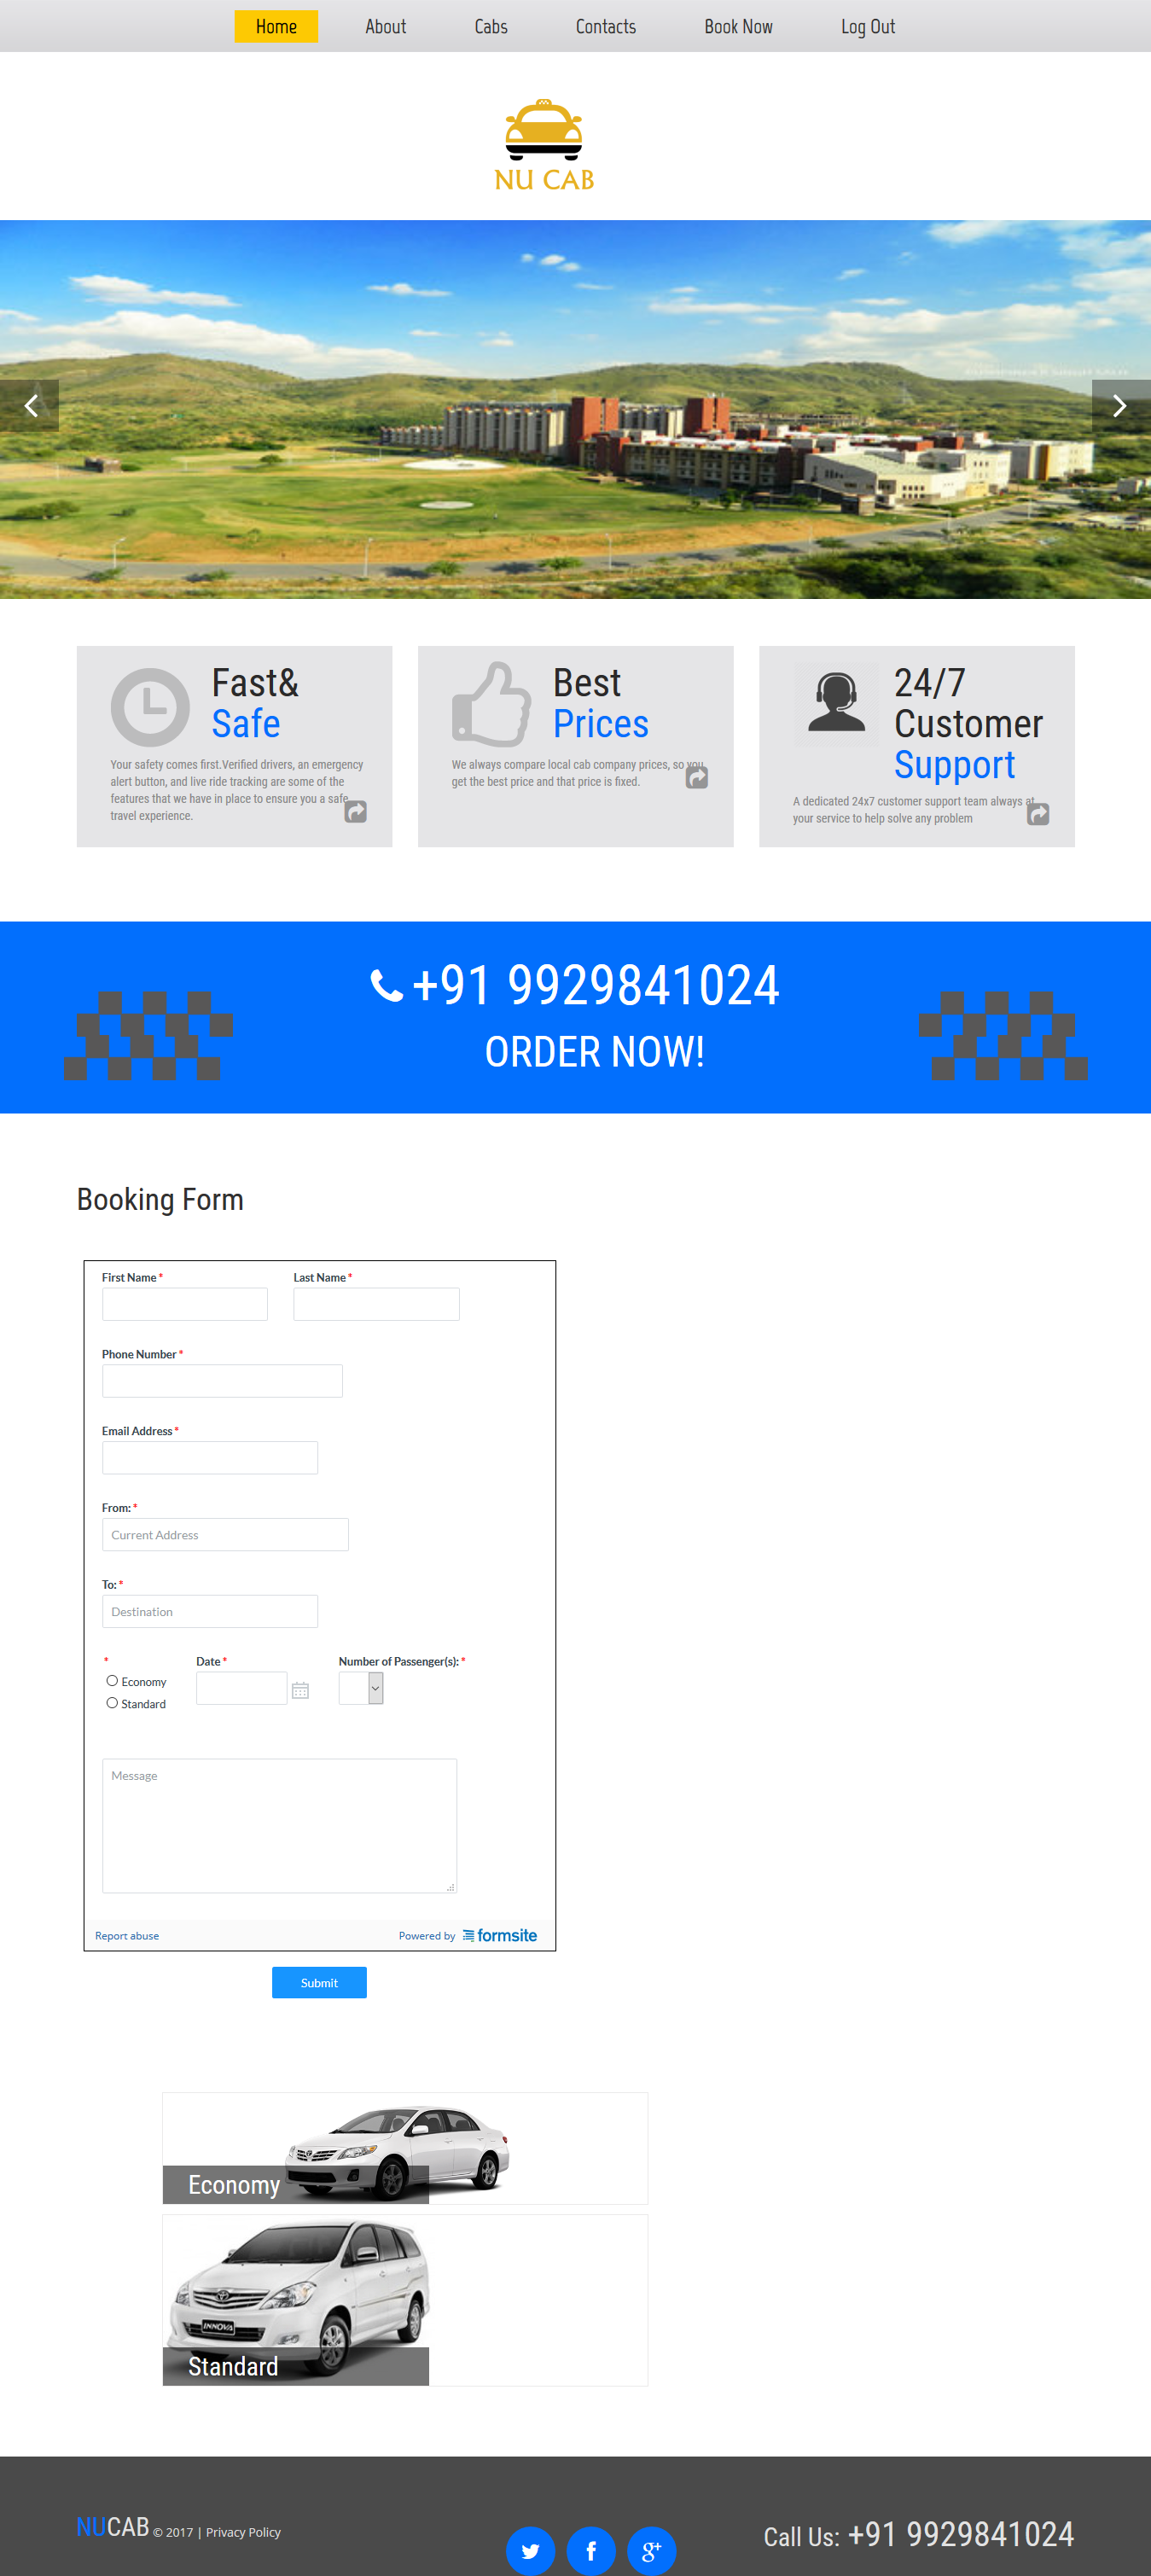 Home About Cabs Contacts Book Now Log Out
NU CAB
Fast&
Safe
Your safety comes first.Verified drivers, an emergency
alert button, and live ride tracking are some of the
features that we have in place to ensure you a safe
travel experience.
Best
Prices
We always compare local cab company prices, so you
get the best price and that price is fixed.
24/7
Customer
Support
A dedicated 24x7 customer support team always at
your service to help solve any problem
+91 9929841024
ORDER NOW!
Booking Form
First Name * Last Name *
Phone Number *
Email Address *
From: *
Current Address
To: *
Destination
* Date * Number of Passenger(s): *
Economy
Standard
Message
Report abuse Powered by formsite
Submit
Economy
INNOVA
Standard
NUCAB © 2017 | Privacy Policy
Call Us: +91 9929841024